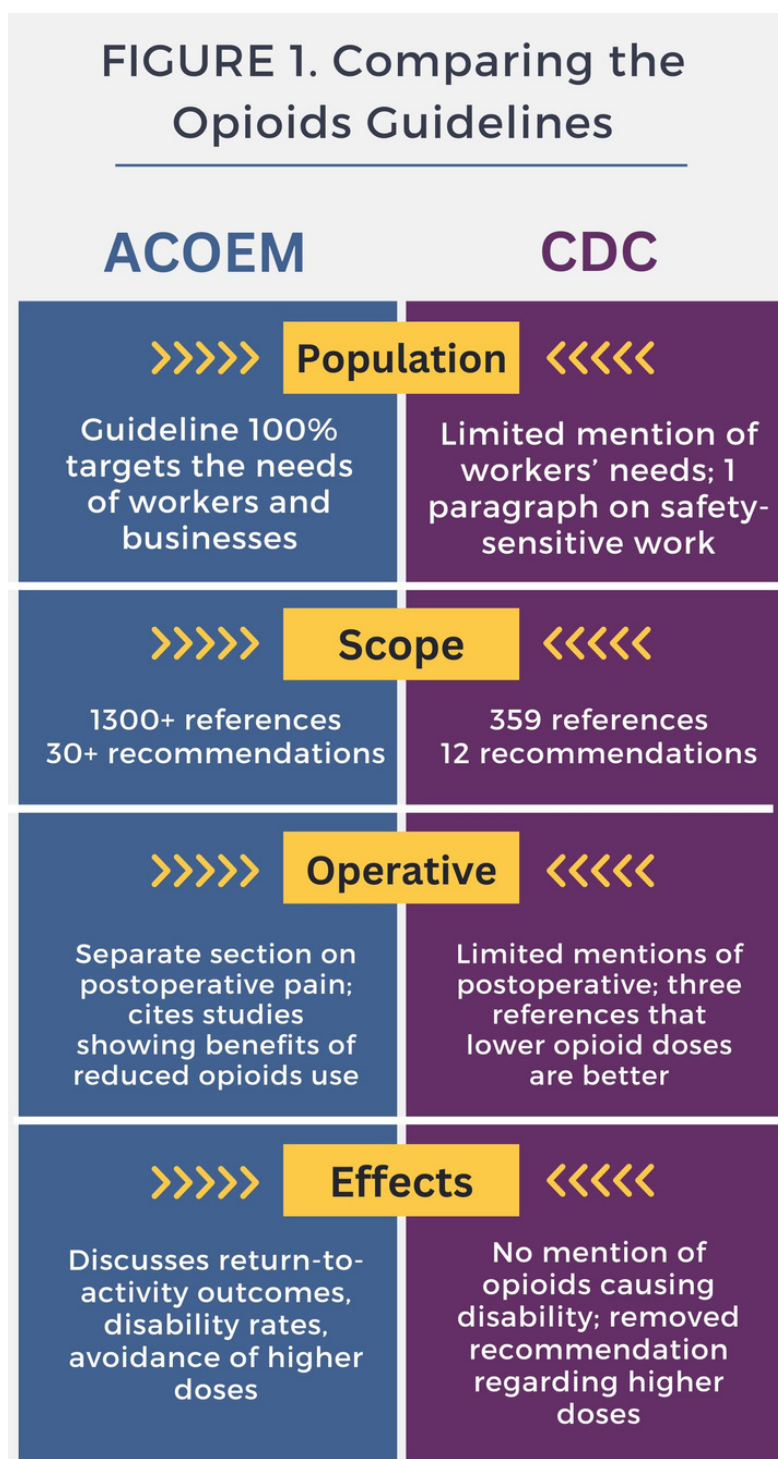 FIGURE 1. Comparing the
Opioids Guidelines
ACOEM
CDC
Population
Guideline 100%
targets the needs
of workers and
businesses
Limited mention of
workers’ needs; 1
paragraph on safety-
sensitive work
Scope
1300+ references
30+ recommendations
359 references
12 recommendations
Operative
Separate section on
postoperative pain;
cites studies
showing benefits of
reduced opioids use
Limited mentions of
postoperative; three
references that
lower opioid doses
are better
Effects
Discusses return-to-
activity outcomes,
disability rates,
avoidance of higher
doses
No mention of
opioids causing
disability; removed
recommendation
regarding higher
doses